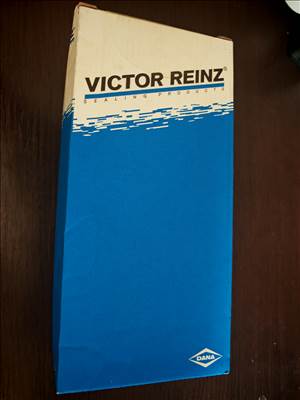 VICTOR REINZ®
SEALING PRODUCTS
DANA